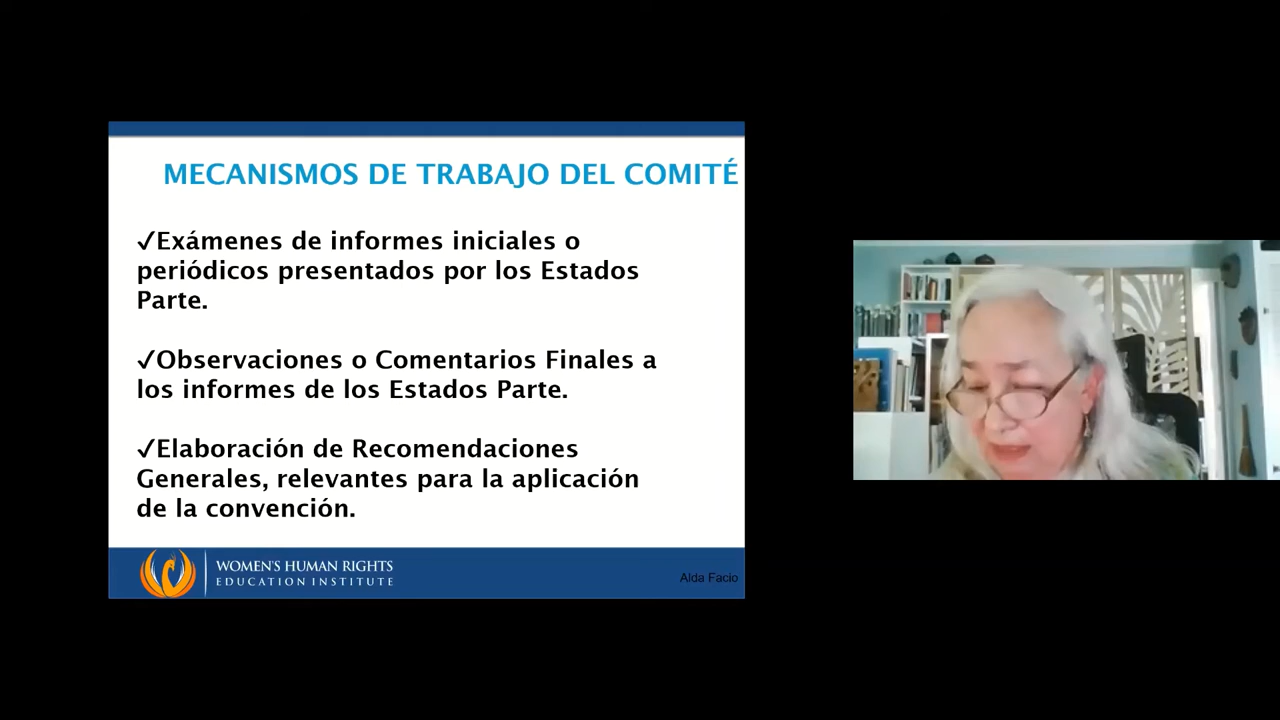 MECANISMOS DE TRABAJO DEL COMITÉ
✓Exámenes de informes iniciales o
periódicos presentados por los Estados
Parte.
✓Observaciones o Comentarios Finales a
los informes de los Estados Parte.
✓Elaboración de Recomendaciones
Generales, relevantes para la aplicación
de la convención.
WOMEN'S HUMAN RIGHTS
EDUCATION INSTITUTE
Alda Facio